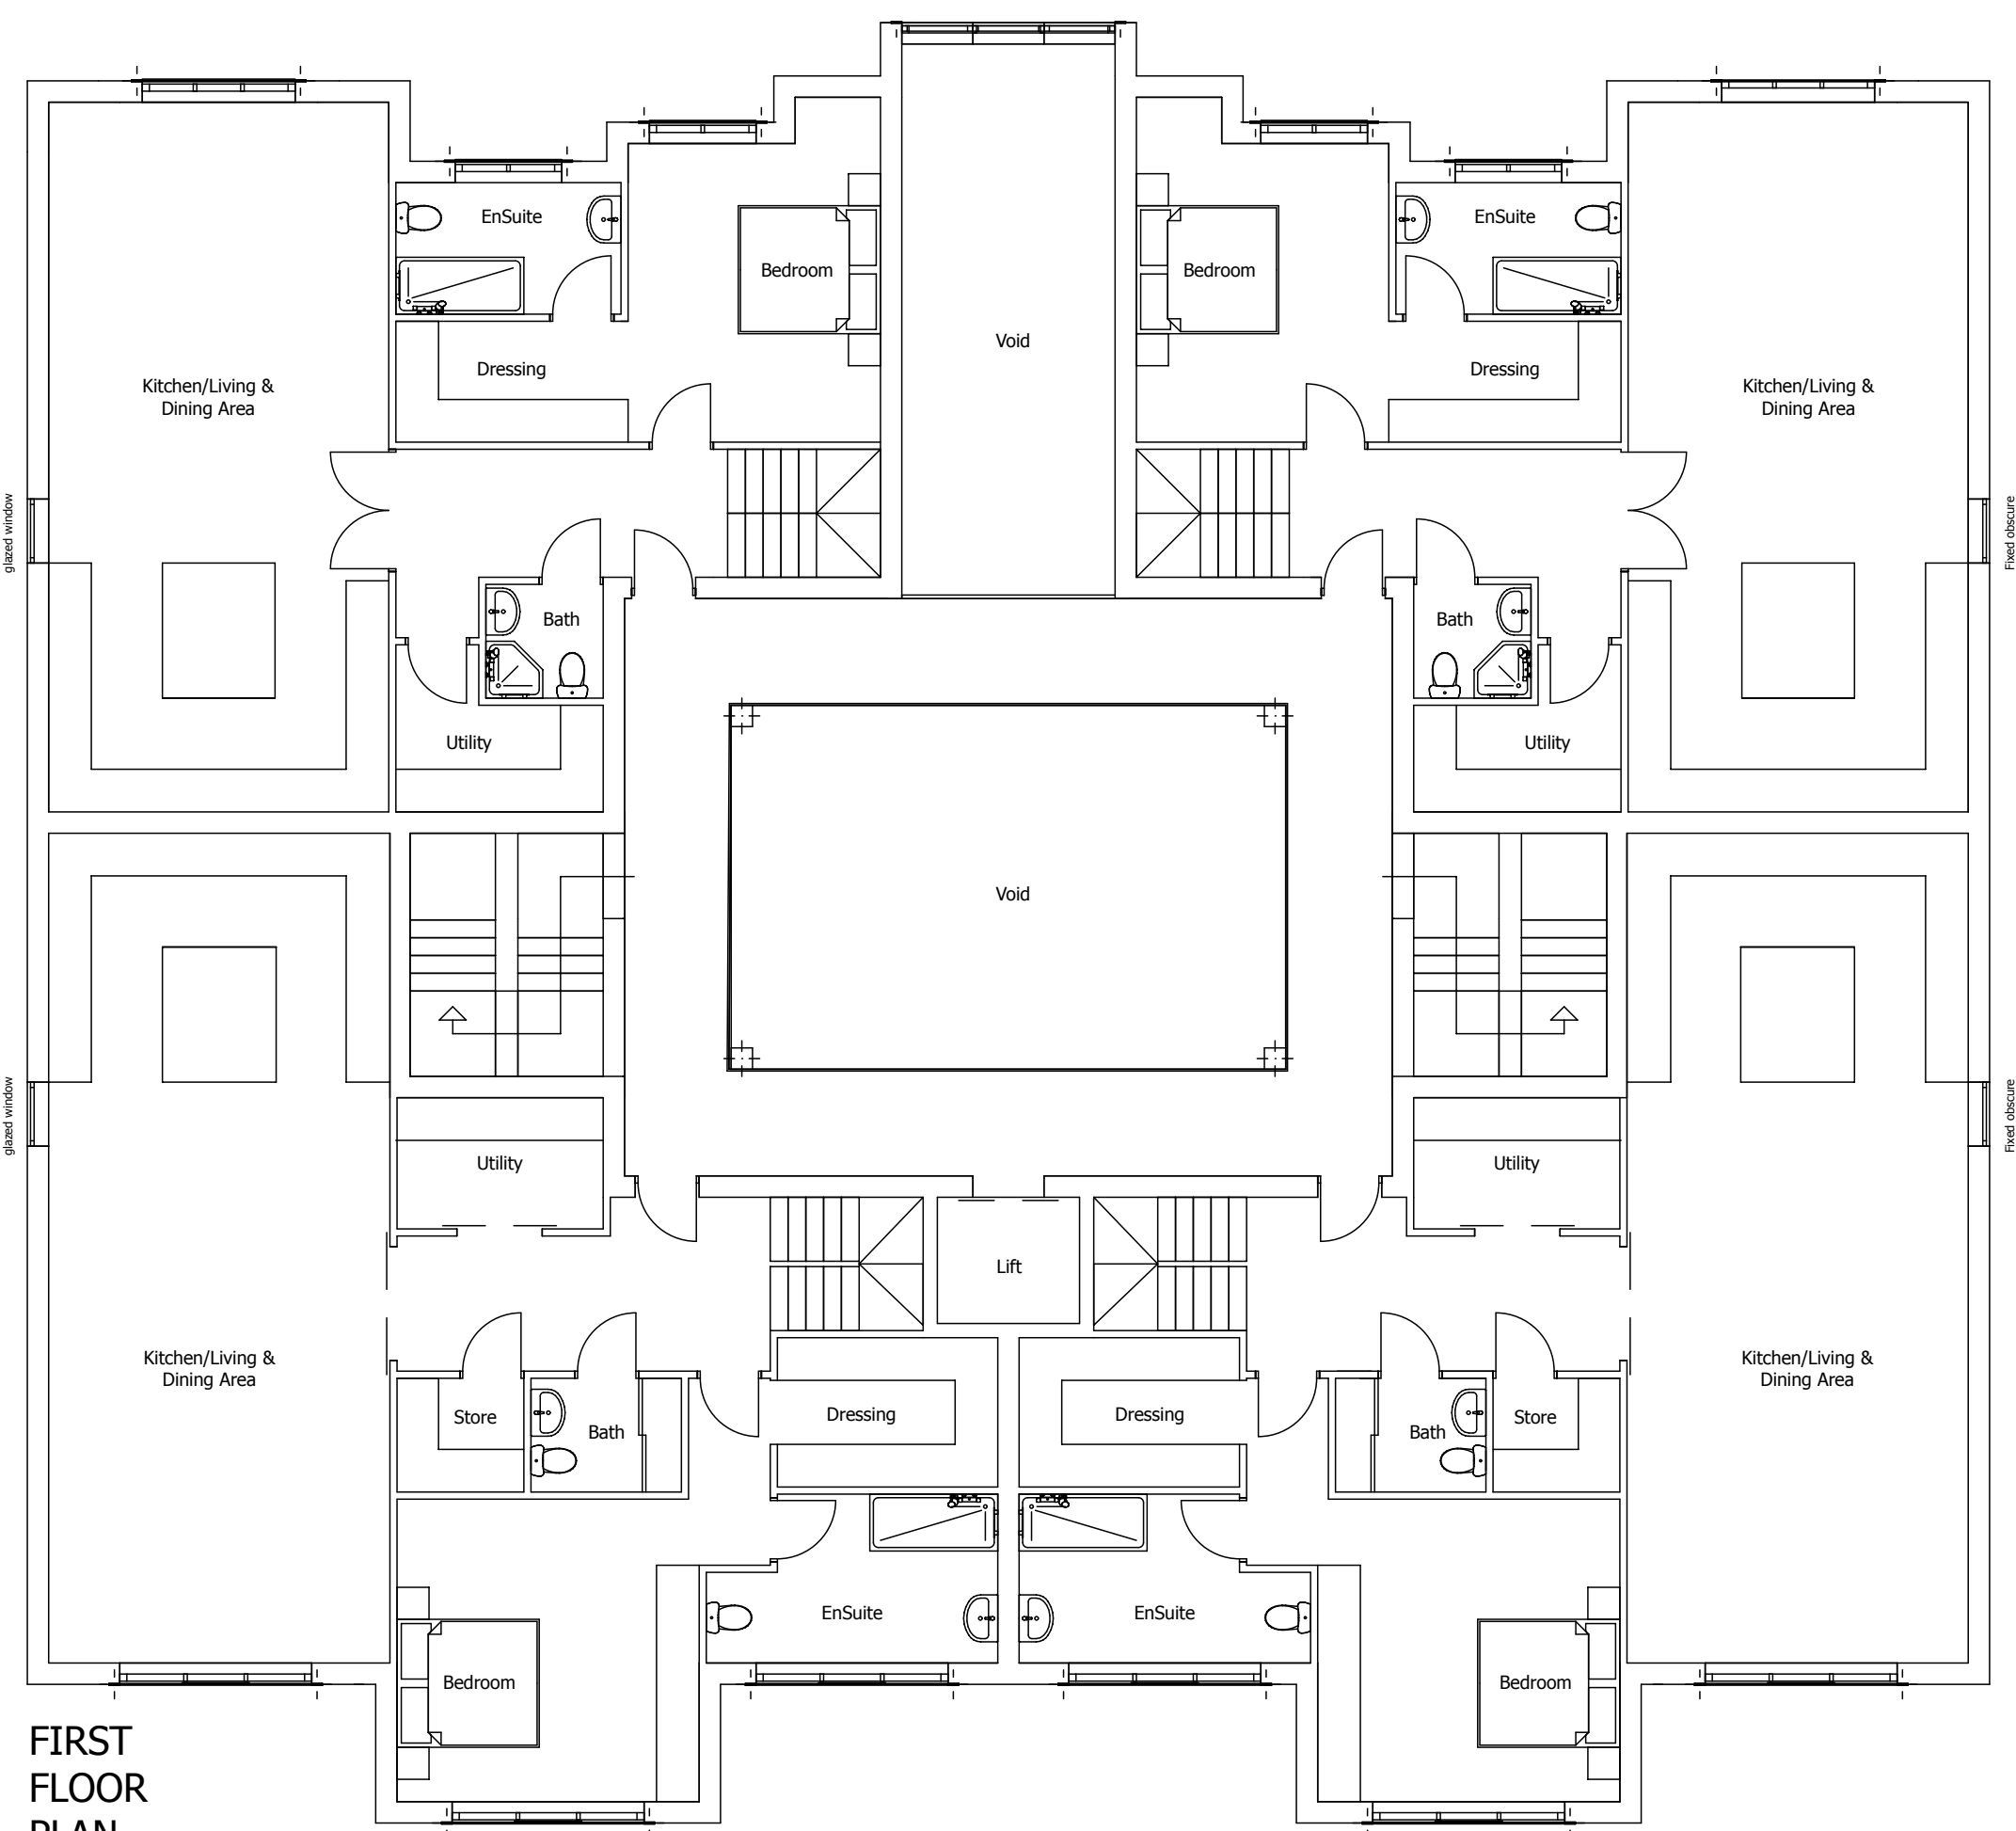 EnSuite
EnSuite
Bedroom
Bedroom
Void
Dressing
Dressing
Kitchen/Living &
Dining Area
Kitchen/Living &
Dining Area
glazed window
Fixed obscure
Bath
Bath
Utility
Utility
Void
glazed window
Fixed obscure
Utility
Utility
Lift
Kitchen/Living &
Dining Area
Kitchen/Living &
Dining Area
Store
Bath
Dressing
Dressing
Bath
Store
EnSuite
EnSuite
Bedroom
Bedroom
FIRST
FLOOR
PLAN